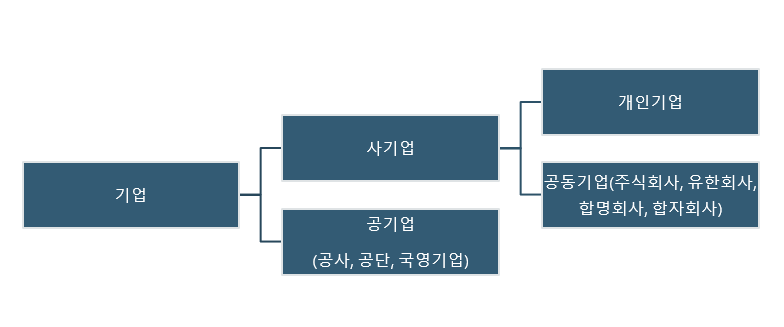 기업
사기업
공기업
(공사, 공단, 국영기업)
개인기업
공동기업(주식회사, 유한회사,
합명회사, 합자회사)